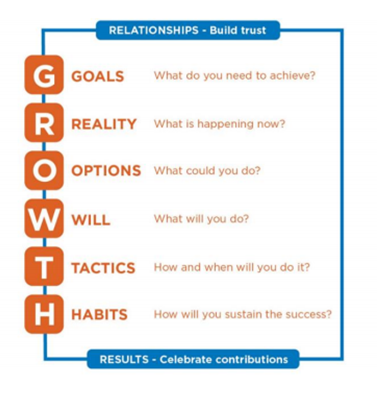 RELATIONSHIPS - Build trust
G GOALS What do you need to achieve?
R REALITY What is happening now?
O OPTIONS What could you do?
W WILL What will you do?
T TACTICS How and when will you do it?
H HABITS How will you sustain the success?
RESULTS - Celebrate contributions